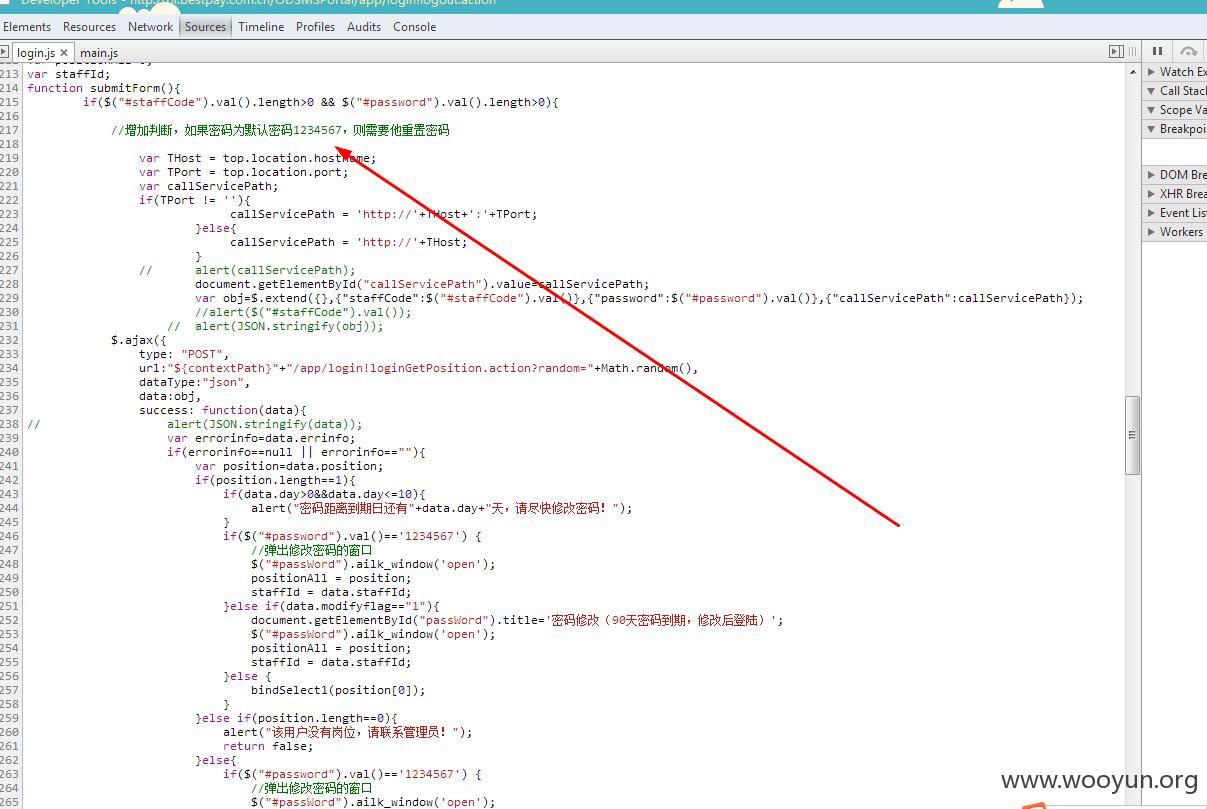 Developer Tools - http://pl.bestpay.com.cn/ODSMSPortal/app/login!logout.action
Elements Resources Network Sources Timeline Profiles Audits Console
login.js × main.js
213 var staffId;
214 function submitForm(){
215 if($("#staffCode").val().length>0 && $("#password").val().length>0){
216
217 //增加判断，如果密码为默认密码1234567，则需要他重置密码
218
219 var THost = top.location.hostname;
220 var TPort = top.location.port;
221 var callServicePath;
222 if(TPort != ''){
223 callServicePath = 'http://'+THost+':'+TPort;
224 }else{
225 callServicePath = 'http://'+THost;
226 }
227 // alert(callServicePath);
228 document.getElementById("callServicePath").value=callServicePath;
229 var obj=$.extend({},{"staffCode":$("#staffCode").val()},{"password":$("#password").val()},{"callServicePath":callServicePath});
230 //alert($("#staffCode").val());
231 // alert(JSON.stringify(obj));
232 $.ajax({
233 type: "POST",
234 url:"${contextPath}"+"/app/login!loginGetPosition.action?random="+Math.random(),
235 dataType:"json",
236 data:obj,
237 success: function(data){
238 // alert(JSON.stringify(data));
239 var errorinfo=data.errinfo;
240 if(errorinfo==null || errorinfo==""){
241 var position=data.position;
242 if(position.length==1){
243 if(data.day>0&&data.day<=10){
244 alert("密码距离到期日还有"+data.day+"天，请尽快修改密码！");
245 }
246 if($("#password").val()=='1234567') {
247 //弹出修改密码的窗口
248 $("#passWord").ailk_window('open');
249 positionAll = position;
250 staffId = data.staffId;
251 }else if(data.modifyflag=="1"){
252 document.getElementById("passWord").title='密码修改（90天密码到期，修改后登陆）';
253 $("#passWord").ailk_window('open');
254 positionAll = position;
255 staffId = data.staffId;
256 }else {
257 bindSelect1(position[0]);
258 }
259 }else if(position.length==0){
260 alert("该用户没有岗位，请联系管理员！");
261 return false;
262 }else{
263 if($("#password").val()=='1234567') {
264 //弹出修改密码的窗口
265 $("#passWord").ailk_window('open');
Watch Ex
Call Stack
Scope Va
Breakpoi
DOM Bre
XHR Brea
Event List
Workers
www.wooyun.org